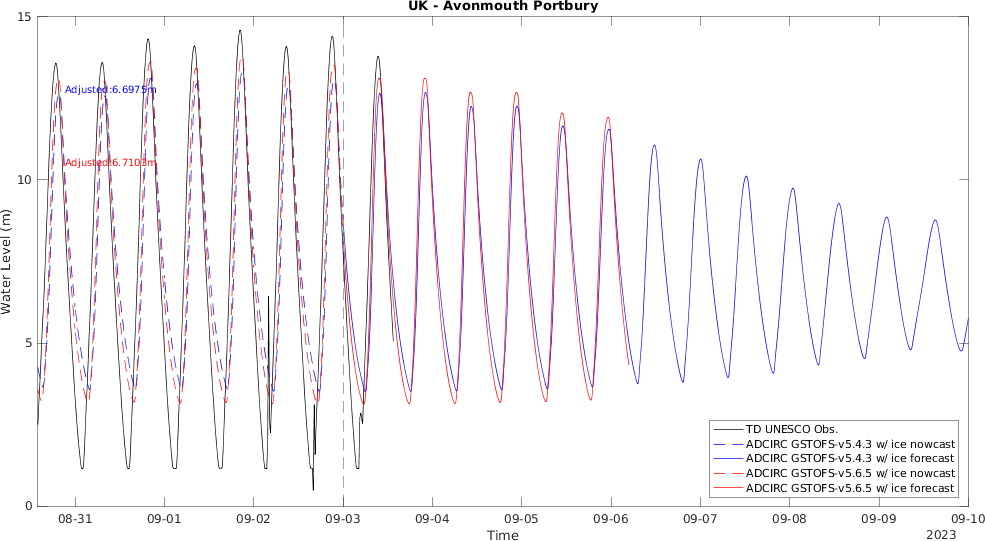 UK - Avonmouth Portbury
15
10
5
0
Water Level (m)
Adjusted:6.6975m
Adjusted:6.7103m
TD UNESCO Obs.
ADCIRC GSTOFS-v5.4.3 w/ ice nowcast
ADCIRC GSTOFS-v5.4.3 w/ ice forecast
ADCIRC GSTOFS-v5.6.5 w/ ice nowcast
ADCIRC GSTOFS-v5.6.5 w/ ice forecast
08-31 09-01 09-02 09-03 09-04 09-05 09-06 09-07 09-08 09-09 09-10
Time
2023